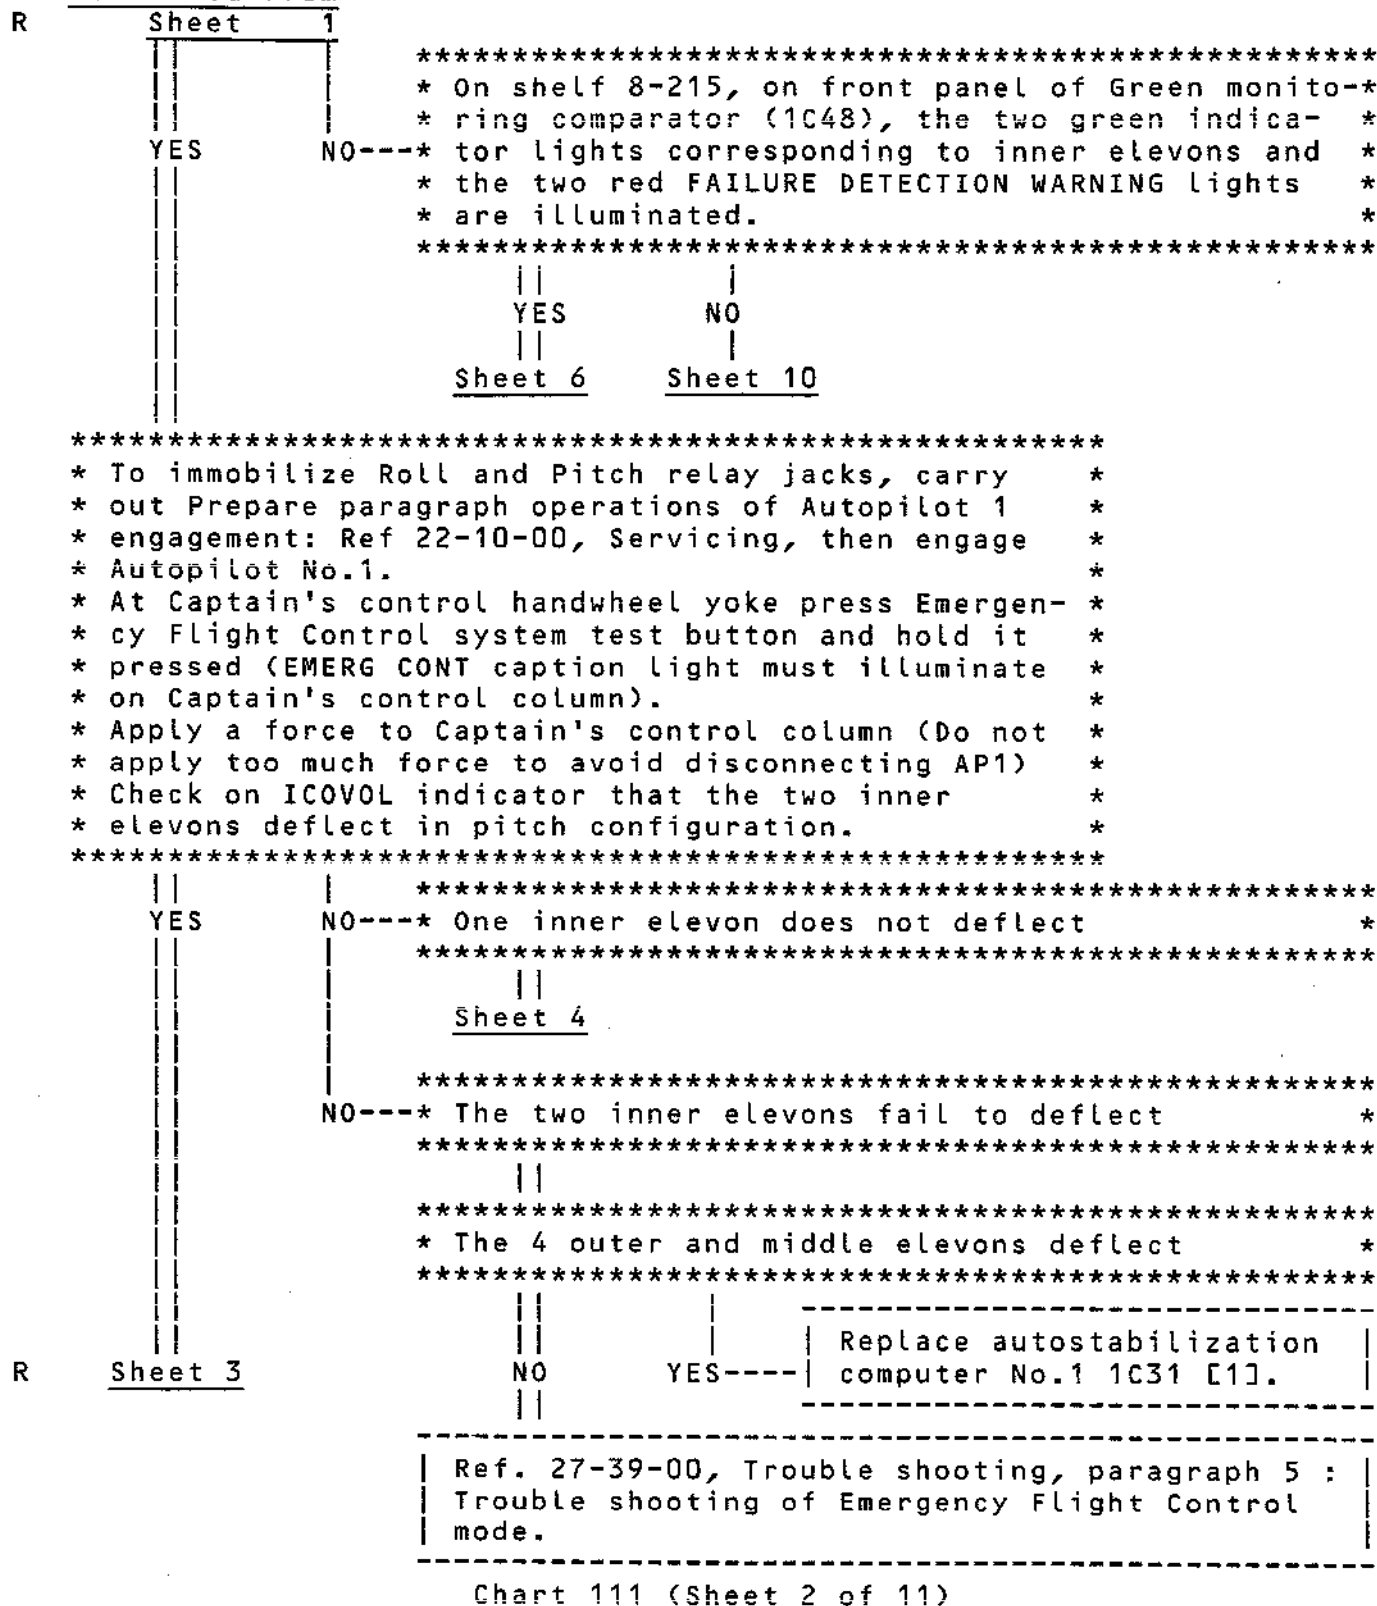 R Sheet 1
**************************************************
* On shelf 8-215, on front panel of Green monito-*
* ring comparator (1C48), the two green indica- *
YES NO---* tor lights corresponding to inner elevons and *
* the two red FAILURE DETECTION WARNING lights *
* are illuminated. *
**************************************************
YES NO
Sheet 6 Sheet 10
******************************************************
* To immobilize Roll and Pitch relay jacks, carry *
* out Prepare paragraph operations of Autopilot 1 *
* engagement: Ref 22-10-00, Servicing, then engage *
* Autopilot No.1. *
* At Captain's control handwheel yoke press Emergen- *
* cy Flight Control system test button and hold it *
* pressed (EMERG CONT caption light must illuminate *
* on Captain's control column). *
* Apply a force to Captain's control column (Do not *
* apply too much force to avoid disconnecting AP1) *
* Check on ICOVOL indicator that the two inner *
* elevons deflect in pitch configuration. *
******************************************************
**************************************************
YES NO---* One inner elevon does not deflect *
**************************************************
Sheet 4
**************************************************
NO---* The two inner elevons fail to deflect *
**************************************************
**************************************************
* The 4 outer and middle elevons deflect *
**************************************************
------------------------------
| Replace autostabilization |
R Sheet 3 NO YES----| computer No.1 1C31 [1]. |
------------------------------
--------------------------------------------------
| Ref. 27-39-00, Trouble shooting, paragraph 5 : |
| Trouble shooting of Emergency Flight Control |
| mode. |
--------------------------------------------------
Chart 111 (Sheet 2 of 11)